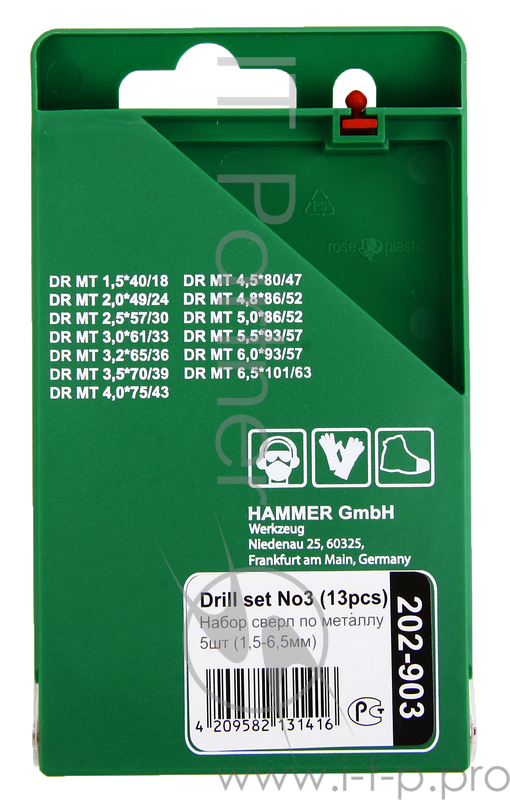 IT Partner
PS
rose plastic
DR MT 1,5*40/18
DR MT 2,0*49/24
DR MT 2,5*57/30
DR MT 3,0*61/33
DR MT 3,2*65/36
DR MT 3,5*70/39
DR MT 4,0*75/43
DR MT 4,5*80/47
DR MT 4,8*86/52
DR MT 5,0*86/52
DR MT 5,5*93/57
DR MT 6,0*93/57
DR MT 6,5*101/63
HAMMER GmbH
Werkzeug
Niedenau 25, 60325,
Frankfurt am Main, Germany
Drill set No3 (13pcs)
Набор сверл по металлу
5шт (1,5-6,5мм)
4 209582 131416
РСТ
202-903
www.i-t-p.pro